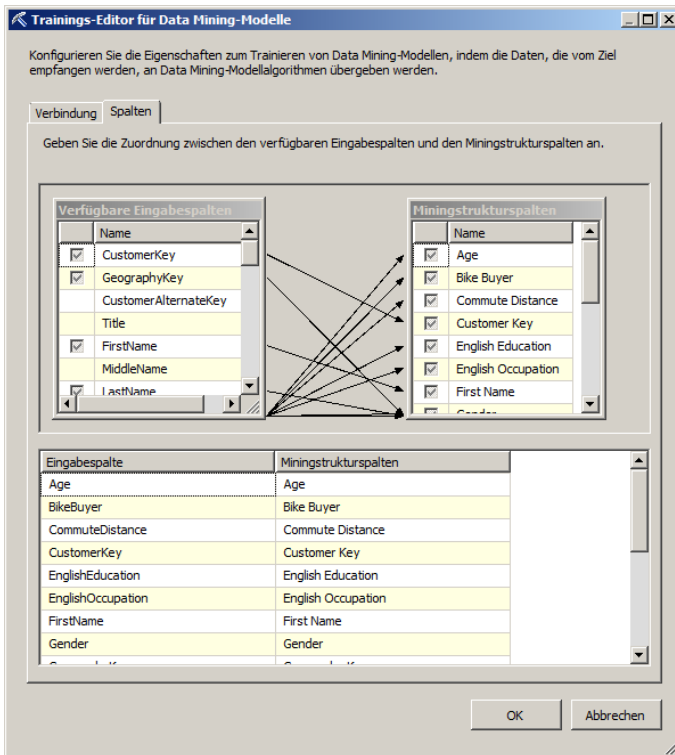 Trainings-Editor für Data Mining-Modelle
Konfigurieren Sie die Eigenschaften zum Trainieren von Data Mining-Modellen, indem die Daten, die vom Ziel
empfangen werden, an Data Mining-Modellalgorithmen übergeben werden.
Verbindung Spalten
Geben Sie die Zuordnung zwischen den verfügbaren Eingabespalten und den Miningstrukturspalten an.
Verfügbare Eingabespalten
Name
CustomerKey
GeographyKey
CustomerAlternateKey
Title
FirstName
MiddleName
LastName
Miningstrukturspalten
Name
Age
Bike Buyer
Commute Distance
Customer Key
English Education
English Occupation
First Name
Gender
Eingabespalte Miningstrukturspalten
Age Age
BikeBuyer Bike Buyer
CommuteDistance Commute Distance
CustomerKey Customer Key
EnglishEducation English Education
EnglishOccupation English Occupation
FirstName First Name
Gender Gender
OK Abbrechen